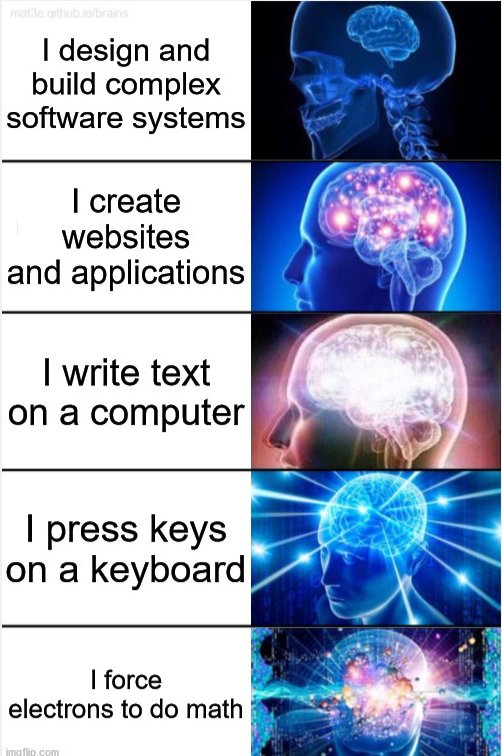 mat3e.github.io/brains
I design and
build complex
software systems
I create
websites
and applications
I write text
on a computer
I press keys
on a keyboard
I force
electrons to do math
imgflip.com